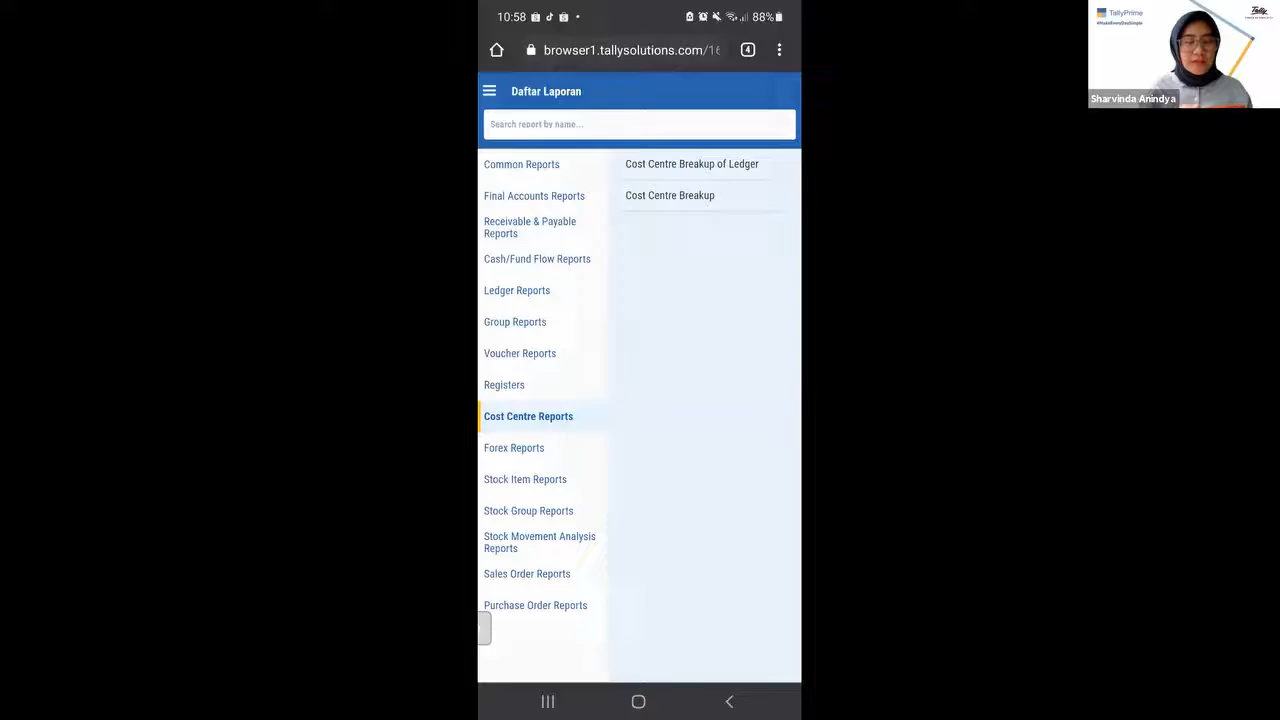 10:58
88%
browser1.tallysolutions.com/16
4
Daftar Laporan
Search report by name...
Common Reports
Final Accounts Reports
Receivable & Payable
Reports
Cash/Fund Flow Reports
Ledger Reports
Group Reports
Voucher Reports
Registers
Cost Centre Reports
Forex Reports
Stock Item Reports
Stock Group Reports
Stock Movement Analysis
Reports
Sales Order Reports
Purchase Order Reports
Cost Centre Breakup of Ledger
Cost Centre Breakup
TallyPrime
Tally
Sharvinda Anindya